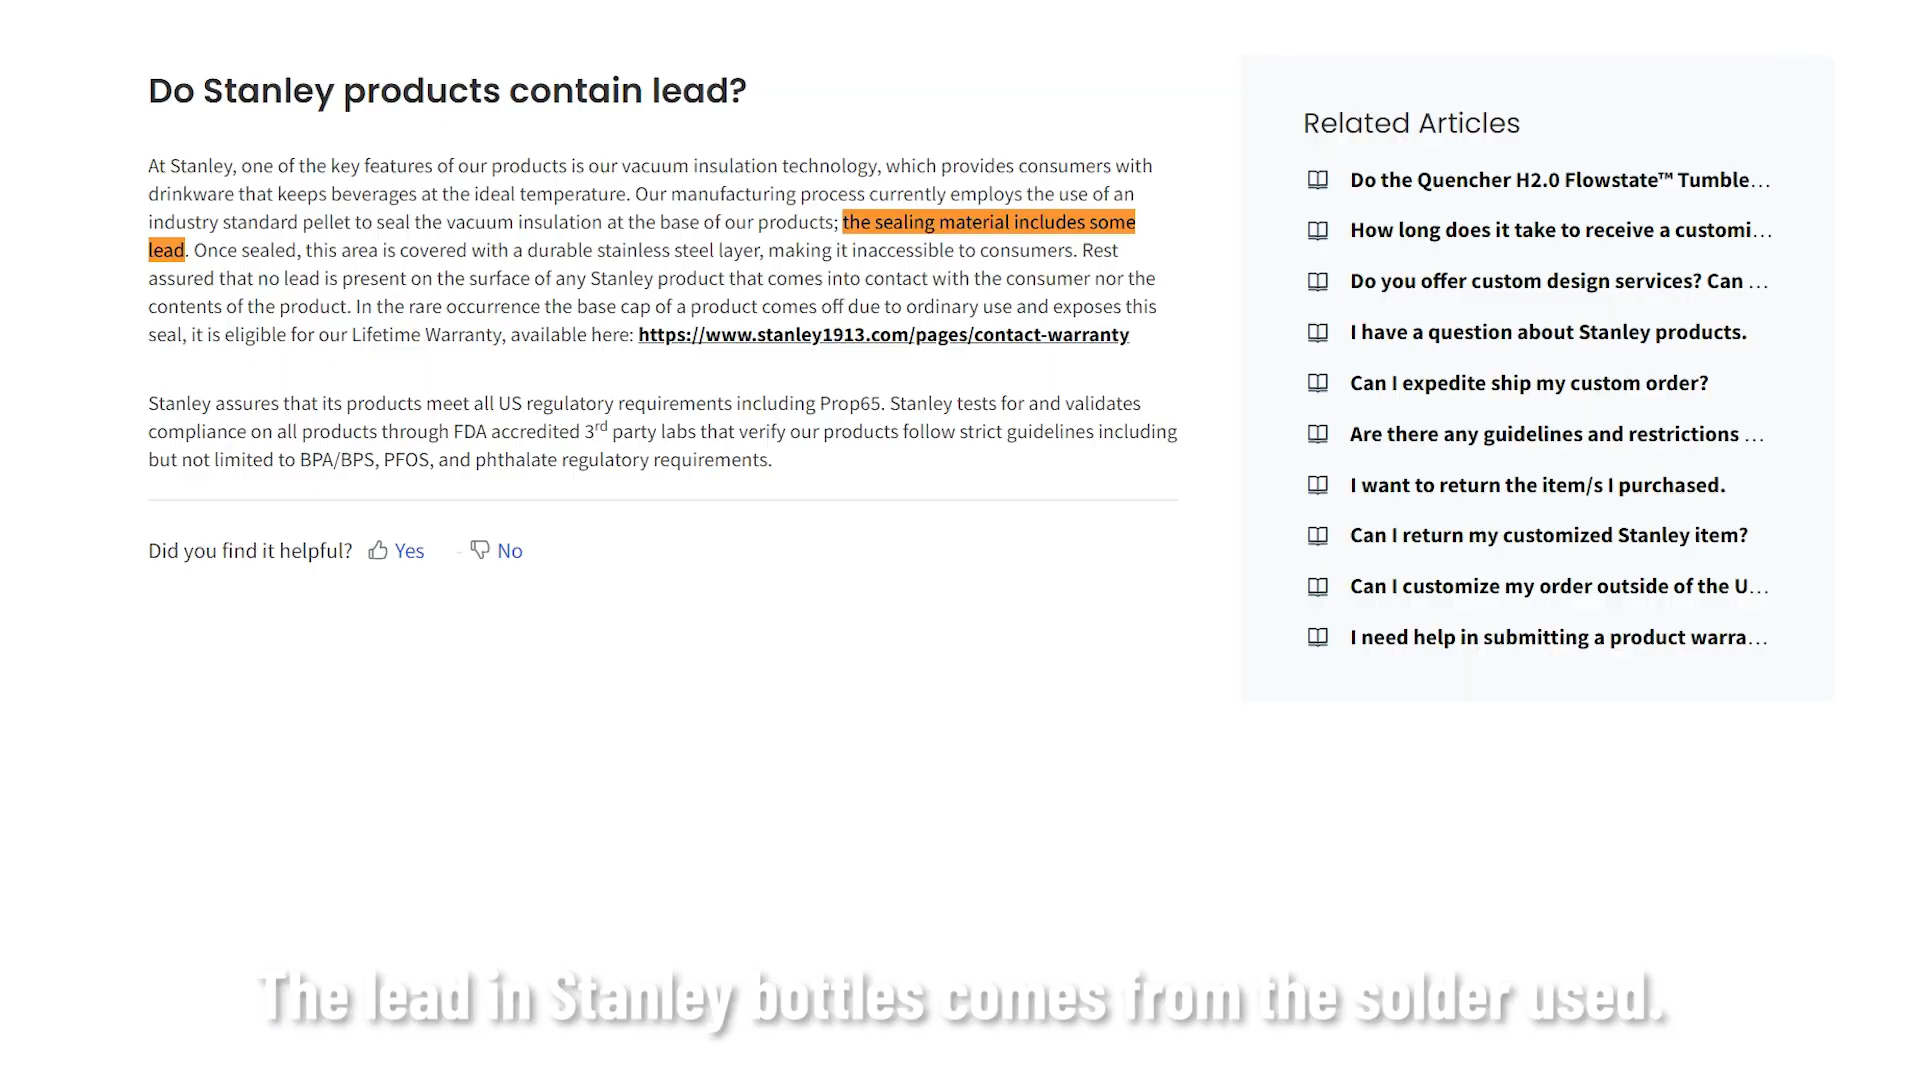 Do Stanley products contain lead?
At Stanley, one of the key features of our products is our vacuum insulation technology, which provides consumers with
drinkware that keeps beverages at the ideal temperature. Our manufacturing process currently employs the use of an
industry standard pellet to seal the vacuum insulation at the base of our products; the sealing material includes some
lead. Once sealed, this area is covered with a durable stainless steel layer, making it inaccessible to consumers. Rest
assured that no lead is present on the surface of any Stanley product that comes into contact with the consumer nor the
contents of the product. In the rare occurrence the base cap of a product comes off due to ordinary use and exposes this
seal, it is eligible for our Lifetime Warranty, available here: https://www.stanley1913.com/pages/contact-warranty
Stanley assures that its products meet all US regulatory requirements including Prop65. Stanley tests for and validates
compliance on all products through FDA accredited 3rd party labs that verify our products follow strict guidelines including
but not limited to BPA/BPS, PFOS, and phthalate regulatory requirements.
Did you find it helpful? Yes - No
Related Articles
Do the Quencher H2.0 Flowstate™ Tumble...
How long does it take to receive a customi...
Do you offer custom design services? Can ...
I have a question about Stanley products.
Can I expedite ship my custom order?
Are there any guidelines and restrictions ...
I want to return the item/s I purchased.
Can I return my customized Stanley item?
Can I customize my order outside of the U...
I need help in submitting a product warra...
The lead in Stanley bottles comes from the solder used.